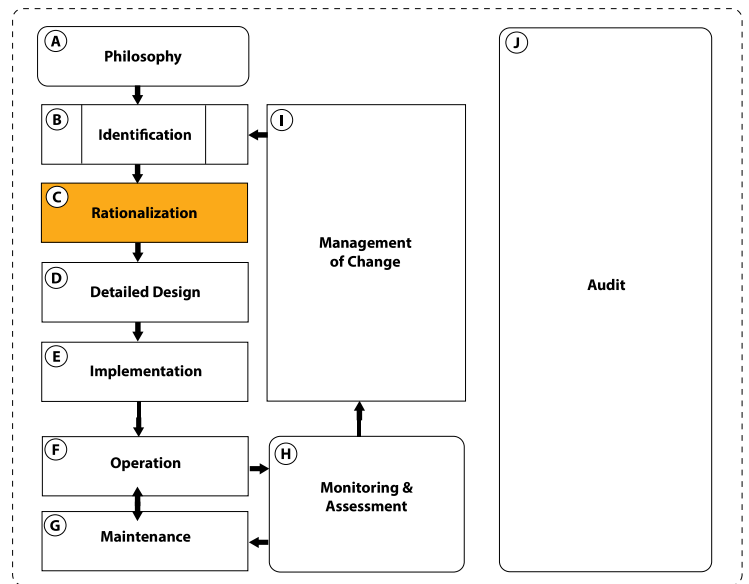 A
Philosophy
B
Identification
C
Rationalization
D
Detailed Design
E
Implementation
F
Operation
G
Maintenance
H
Monitoring &
Assessment
I
Management
of Change
J
Audit